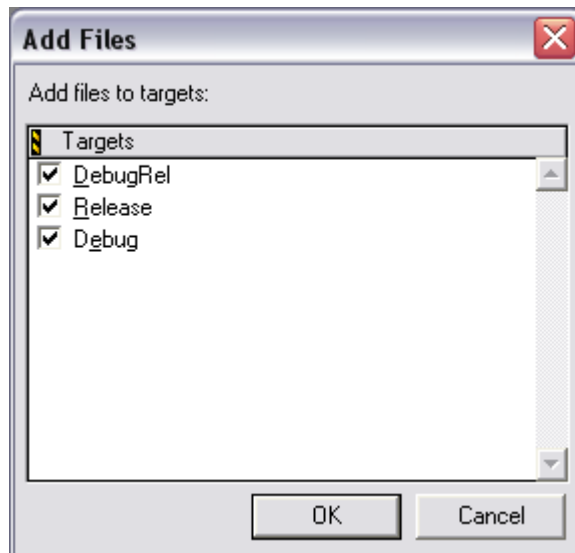 Add Files
Add files to targets:
Targets
DebugRel
Release
Debug
OK Cancel